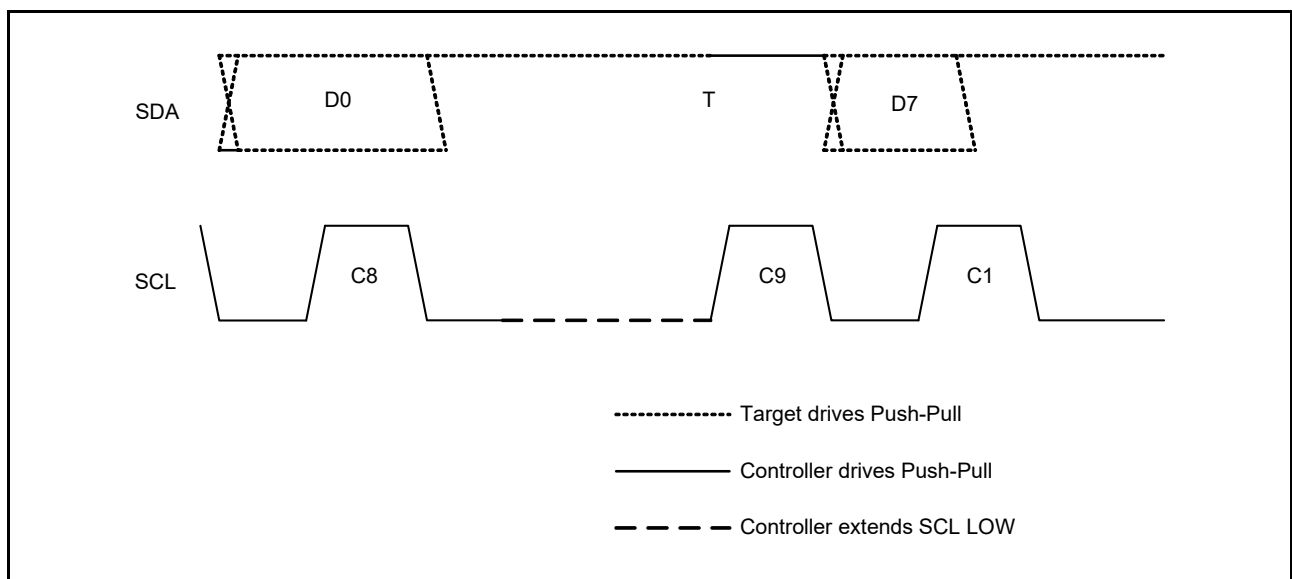 SDA
D0
T
D7
SCL
C8
C9
C1
Target drives Push-Pull
Controller drives Push-Pull
Controller extends SCL LOW